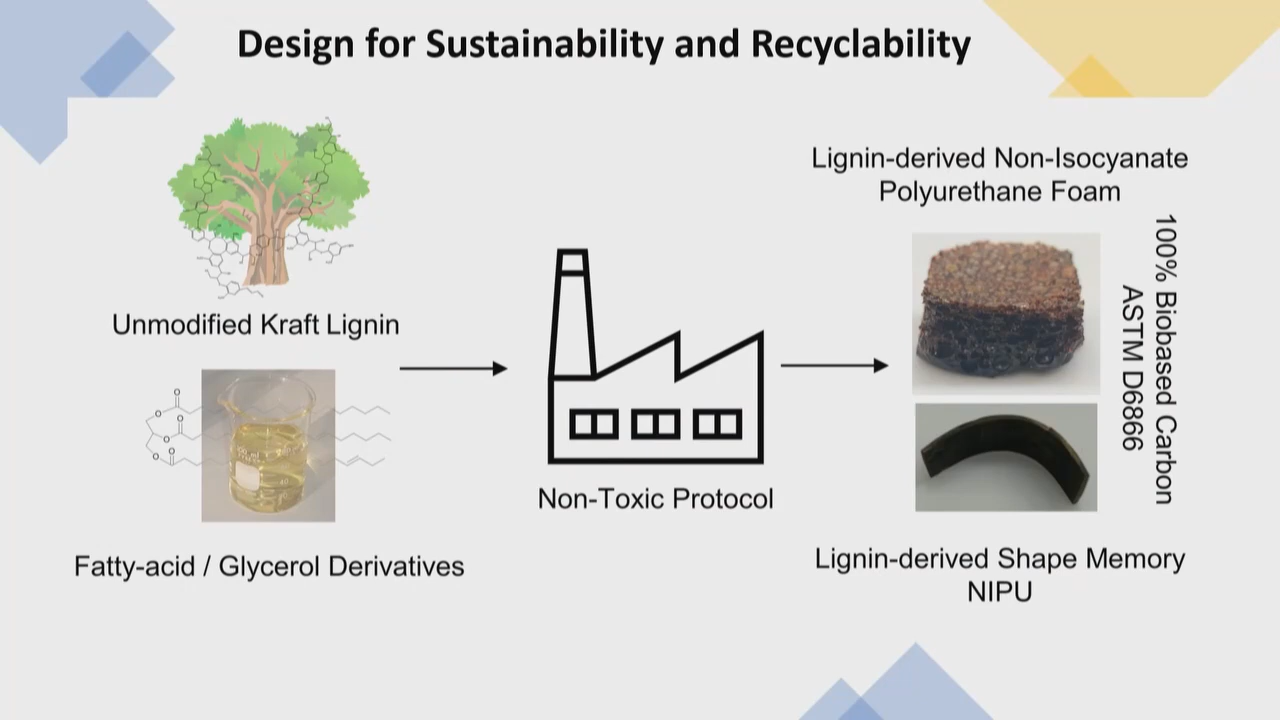 Design for Sustainability and Recyclability
Unmodified Kraft Lignin
Fatty-acid / Glycerol Derivatives
Non-Toxic Protocol
Lignin-derived Non-Isocyanate
Polyurethane Foam
100% Biobased Carbon
ASTM D6866
Lignin-derived Shape Memory
NIPU